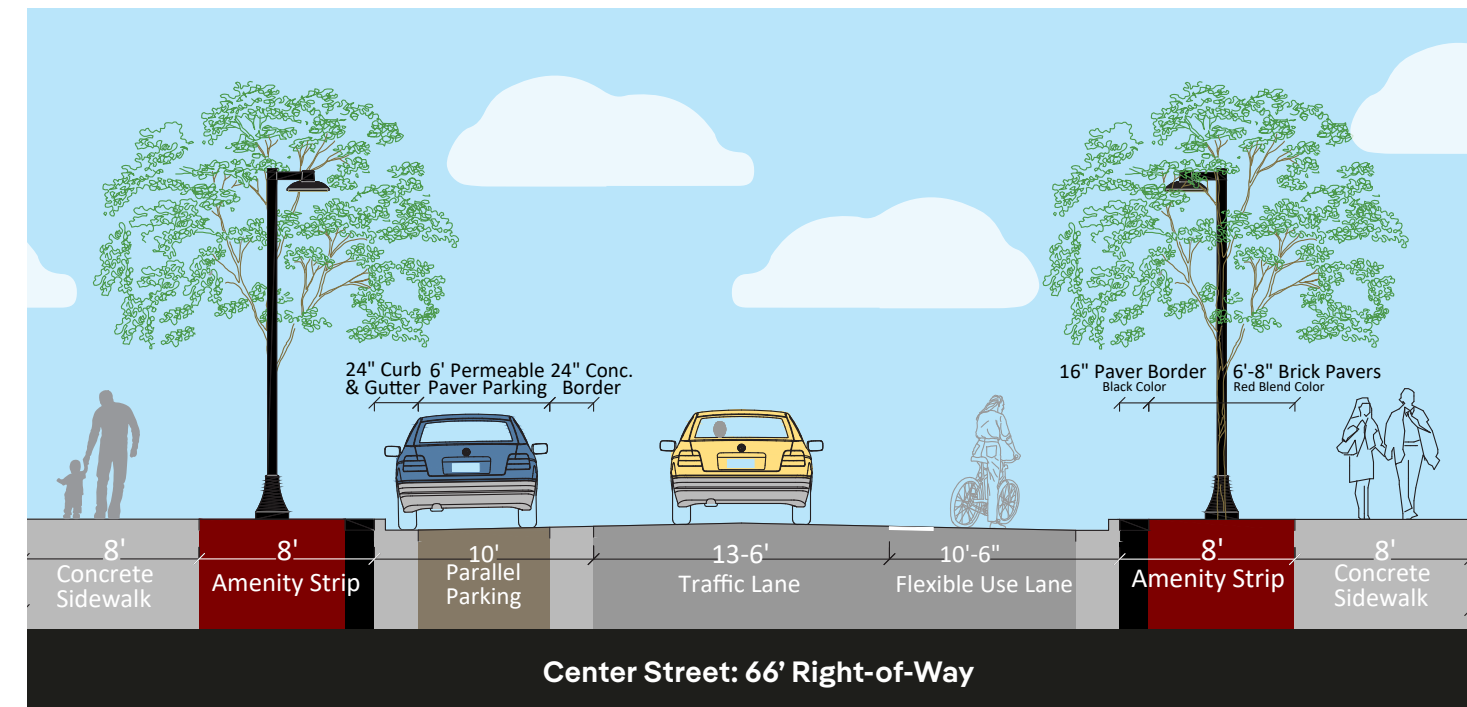 24" Curb
& Gutter
6' Permeable
Paver Parking
24" Conc.
Border
16" Paver Border
Black Color
6'-8" Brick Pavers
Red Blend Color
8'
Concrete
Sidewalk
8'
Amenity Strip
10'
Parallel
Parking
13-6'
Traffic Lane
10'-6"
Flexible Use Lane
8'
Amenity Strip
8'
Concrete
Sidewalk
Center Street: 66’ Right-of-Way